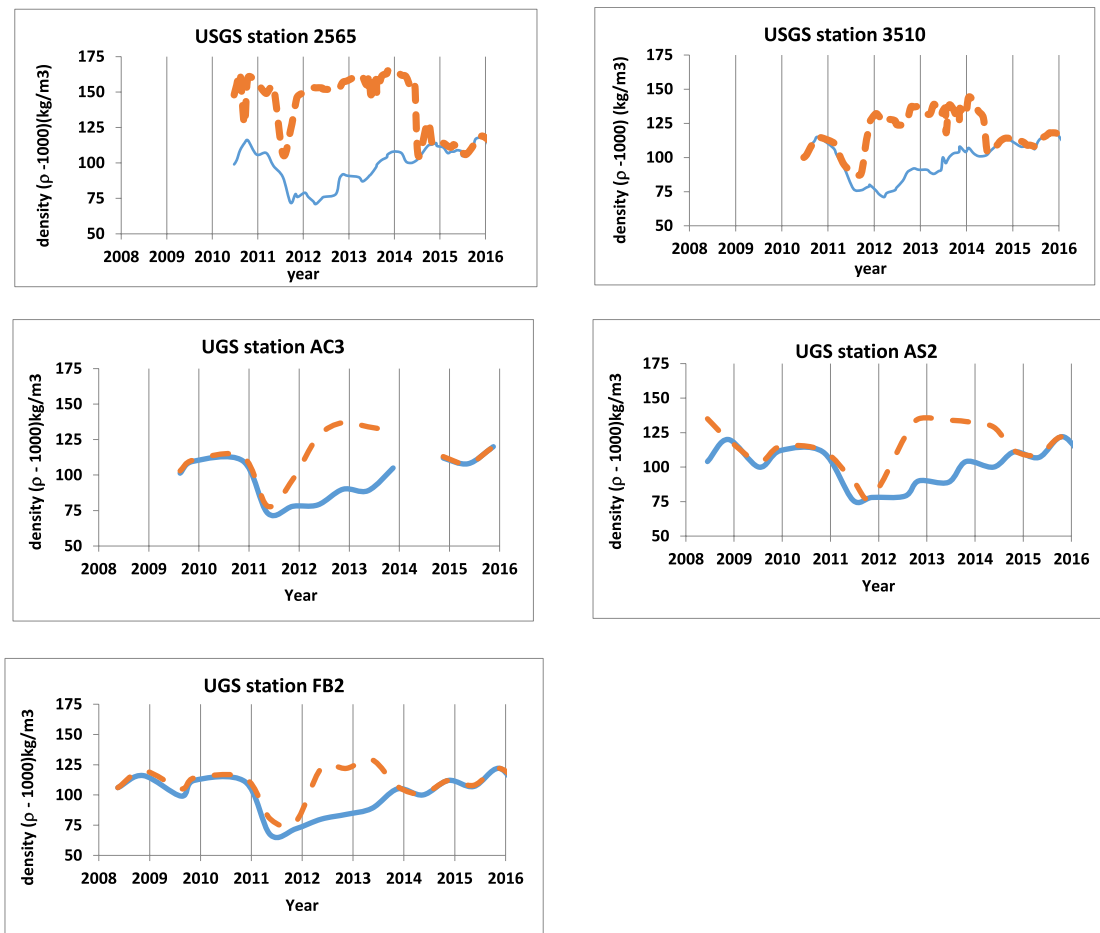 USGS station 2565
density (ρ -1000)(kg/m3)
175
150
125
100
75
50
2008 2009 2010 2011 2012 2013 2014 2015 2016
year
USGS station 3510
density (ρ -1000) (kg/m3)
175
150
125
100
75
50
2008 2009 2010 2011 2012 2013 2014 2015 2016
year
UGS station AC3
density (ρ - 1000)kg/m3
175
150
125
100
75
50
2008 2009 2010 2011 2012 2013 2014 2015 2016
Year
UGS station AS2
density (ρ - 1000)kg/m3
175
150
125
100
75
50
2008 2009 2010 2011 2012 2013 2014 2015 2016
Year
UGS station FB2
density (ρ - 1000)kg/m3
175
150
125
100
75
50
2008 2009 2010 2011 2012 2013 2014 2015 2016
Year